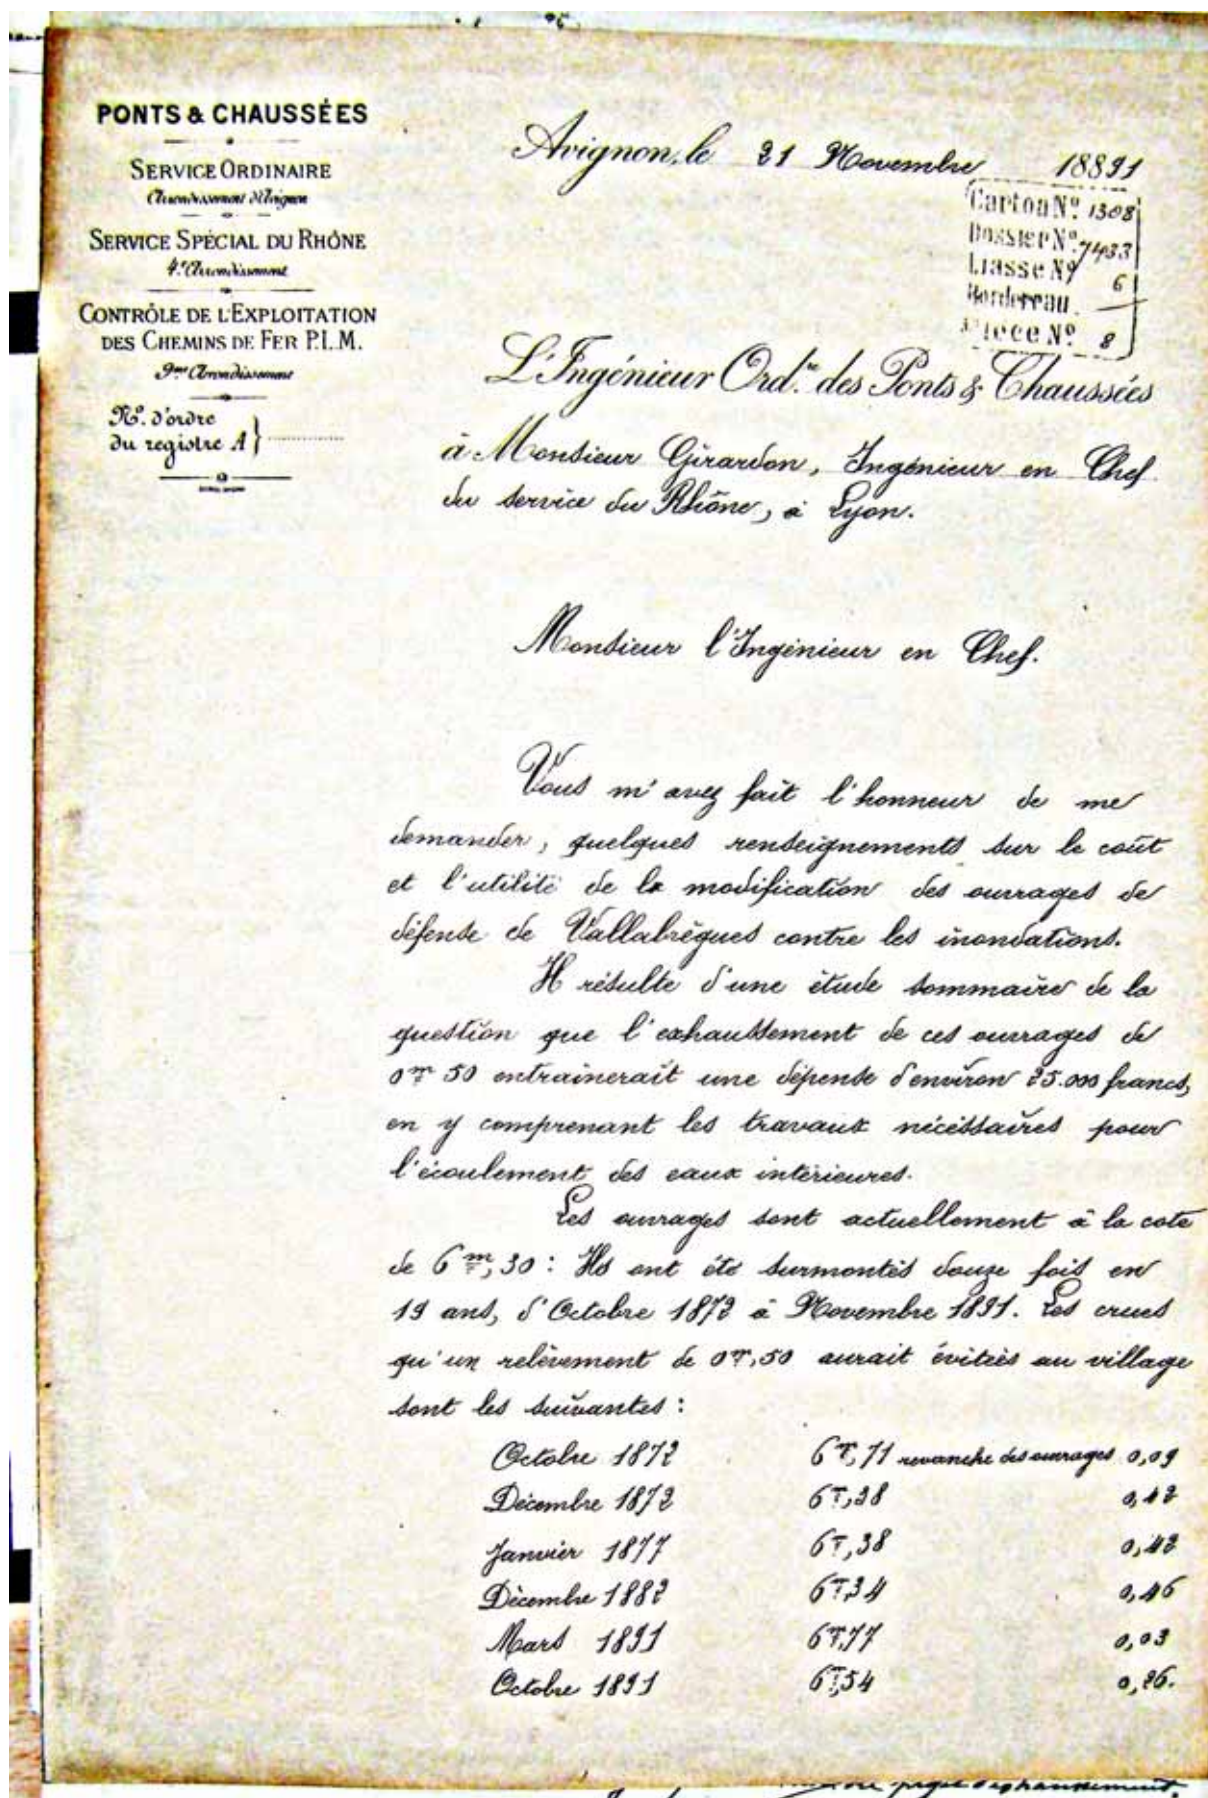 PONTS & CHAUSSÉES
SERVICE ORDINAIRE
Arrondissement d'Avignon
SERVICE SPÉCIAL DU RHÔNE
4e Arrondissement
CONTRÔLE DE L'EXPLOITATION
DES CHEMINS DE FER P.L.M.
9me Arrondissement
No. d'ordre
du registre A
Avignon, le 21 Novembre 18891
Carton No. 1308
Dossier No. 7433
Liasse No 6
Bordereau. —
Pièce No. 8
L'Ingénieur Ord.re des Ponts & Chaussées
à Monsieur Girardon, Ingénieur en Chef
du service du Rhône, à Lyon.
Monsieur l'Ingénieur en Chef.
Vous m'avez fait l'honneur de me
demander, quelques renseignements sur le coût
et l'utilité de la modification des ouvrages de
défense de Vallabrègues contre les inondations.
Il résulte d'une étude sommaire de la
question que l'exhaussement de ces ouvrages de
0m 50 entrainerait une dépense d'environ 25.000 francs,
en y comprenant les travaux nécéssaires pour
l'écoulement des eaux intérieures.
Les ouvrages sont actuellement à la cote
de 6m,30 : Ils ont été surmontés douze fois en
19 ans, d'Octobre 1872 à Novembre 1891. Les crues
qu'un relèvement de 0m,50 aurait évitées au village
sont les suivantes :
Octobre 1872 6m,71 revanche des ouvrages 0,09
Décembre 1872 6m,38 0,42
Janvier 1877 6m,38 0,42
Décembre 1882 6m,34 0,46
Mars 1891 6m,77 0,03
Octobre 1891 6m,54 0,26.